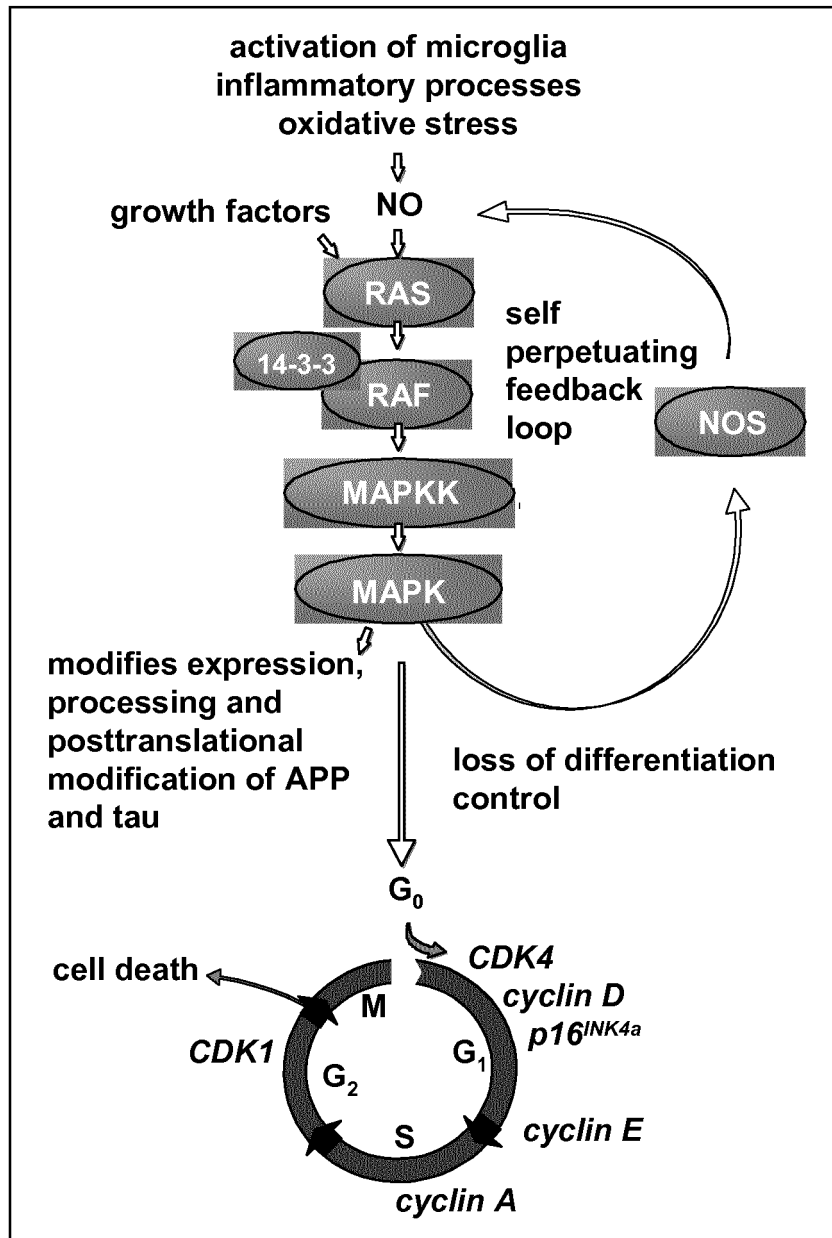 activation of microglia
inflammatory processes
oxidative stress
NO
growth factors
RAS
14-3-3
RAF
self
perpetuating
feedback
loop
NOS
MAPKK
MAPK
modifies expression,
processing and
posttranslational
modification of APP
and tau
loss of differentiation
control
G₀
CDK4
cyclin D
p16ᴵᴺᴷ⁴ᵃ
cell death
M
CDK1
G₁
G₂
S
cyclin E
cyclin A